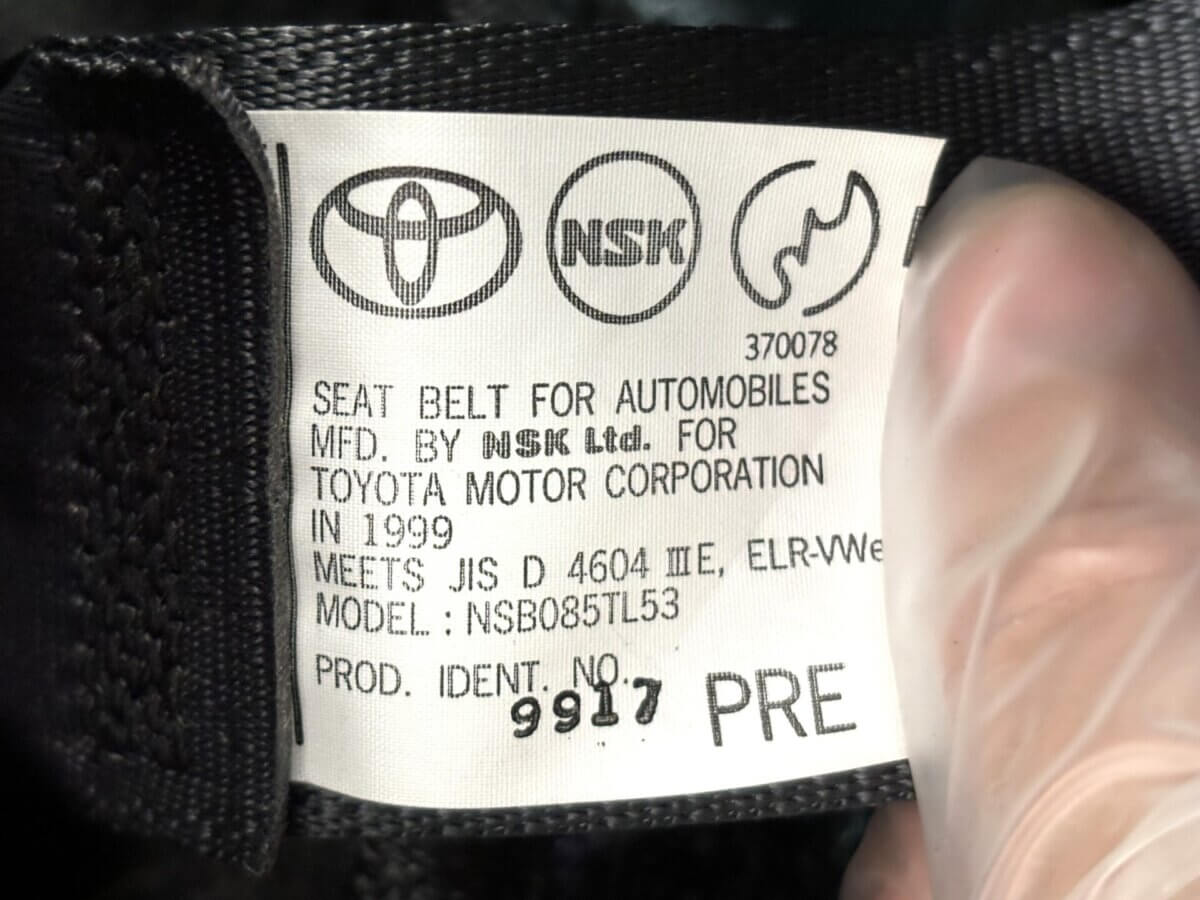 NSK
370078
SEAT BELT FOR AUTOMOBILES
MFD. BY NSK Ltd. FOR
TOYOTA MOTOR CORPORATION
IN 1999
MEETS JIS D 4604 ⅢE, ELR-VWe
MODEL : NSB085TL53
PROD. IDENT. NO.
9917 PRE